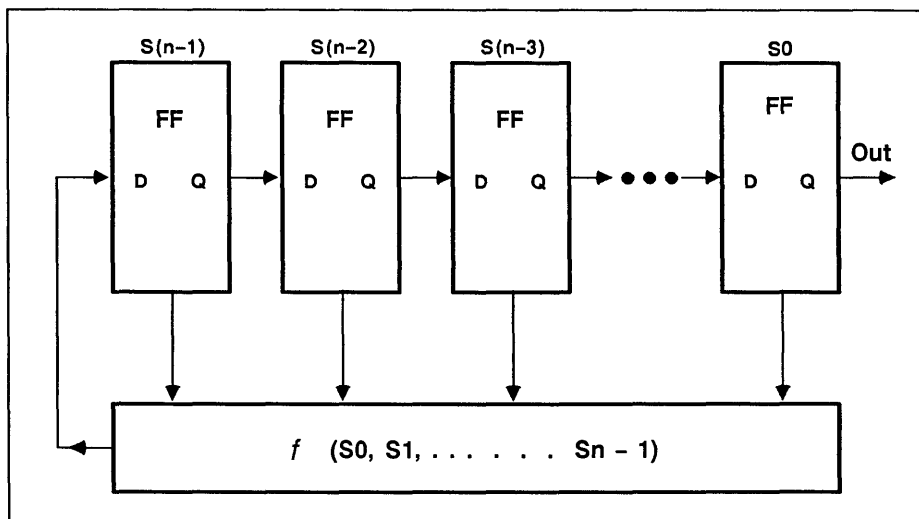 S(n-1) S(n-2) S(n-3) S0
FF FF FF FF
Out
D Q D Q D Q D Q
f (S0, S1, . . . . . . Sn - 1)